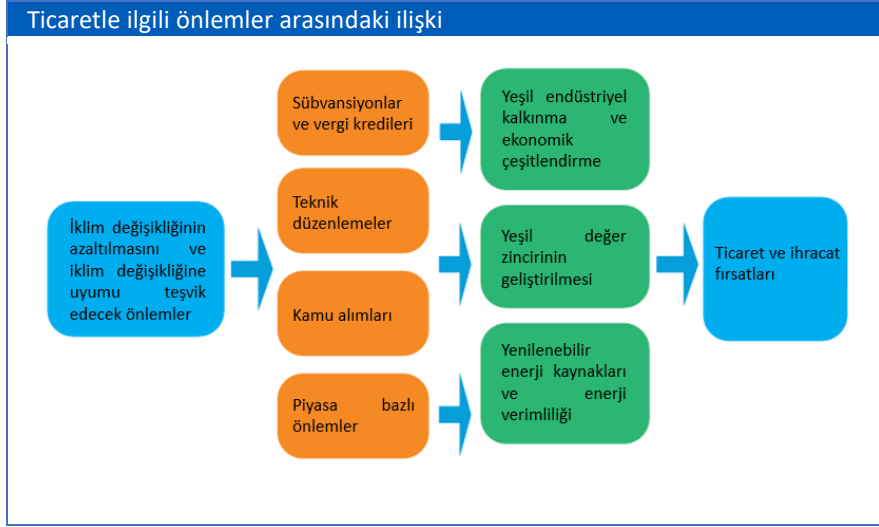 Ticaretle ilgili önlemler arasındaki ilişki
İklim değişikliğinin
azaltılmasını ve
iklim değişikliğine
uyumu teşvik
edecek önlemler
Sübvansiyonlar
ve vergi kredileri
Teknik
düzenlemeler
Kamu alımları
Piyasa bazlı
önlemler
Yeşil endüstriyel
kalkınma ve
ekonomik
çeşitlendirme
Yeşil değer
zincirinin
geliştirilmesi
Yenilenebilir
enerji kaynakları
ve enerji
verimliliği
Ticaret ve ihracat
fırsatları